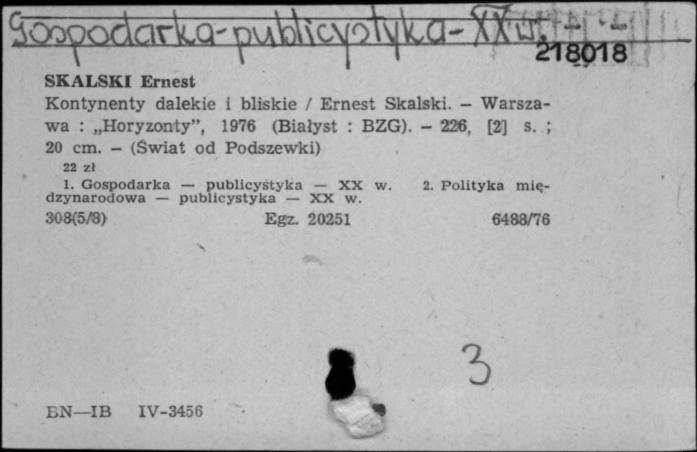 Gospodarka-publicystyka-XX w.
218018
SKALSKI Ernest
Kontynenty dalekie i bliskie / Ernest Skalski. — Warsza-
wa : „Horyzonty”, 1976 (Białyst : BZG). — 226, [2] s. ;
20 cm. — (Świat od Podszewki)
22 zł
1. Gospodarka — publicystyka — XX w. 2. Polityka mię-
dzynarodowa — publicystyka — XX w.
308(5/8) Egz. 20251 6488/76
3
BN—IB IV-3456